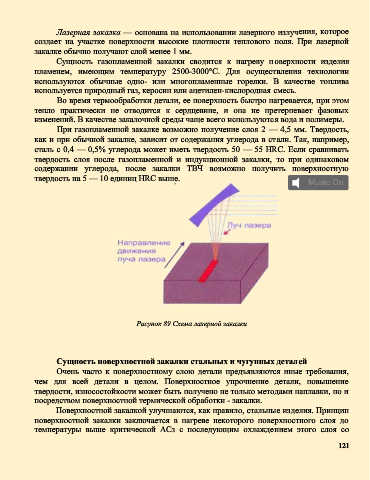 Лазерная закалка — основана на использовании лазерного излучения, которое
создает на участке поверхности высокие плотности теплового поля. При лазерной
закалке обычно получают слой менее 1 мм.
Сущность газопламенной закалки сводится к нагреву поверхности изделия
пламенем, имеющим температуру 2500-3000°С. Для осуществления технологии
используются обычные одно- или многопламенные горелки. В качестве топлива
используется природный газ, керосин или ацетилен-кислородная смесь.
Во время термообработки детали, ее поверхность быстро нагревается, при этом
тепло практически не отводится к сердцевине, и она не претерпевает фазовых
изменений. В качестве закалочной среды чаще всего используются вода и полимеры.
При газопламенной закалке возможно получение слоя 2 — 4,5 мм. Твердость,
как и при обычной закалке, зависит от содержания углерода в стали. Так, например,
сталь с 0,4 — 0,5% углерода может иметь твердость 50 — 55 HRC. Если сравнивать
твердость слоя после газопламенной и индукционной закалки, то при одинаковом
содержании углерода, после закалки ТВЧ возможно получить поверхностную
твердость на 5 — 10 единиц HRC выше.
Music On
Луч лазера
Направление
движения
луча лазера
Рисунок 89 Схема лазерной закалки
Сущность поверхностной закалки стальных и чугунных деталей
Очень часто к поверхностному слою детали предъявляются иные требования,
чем для всей детали в целом. Поверхностное упрочнение детали, повышение
твердости, износостойкости может быть получено не только методами наплавки, но и
посредством поверхностной термической обработки - закалки.
Поверхностной закалкой улучшаются, как правило, стальные изделия. Принцип
поверхностной закалки заключается в нагреве некоторого поверхностного слоя до
температуры выше критической АС₃ с последующим охлаждением этого слоя со
121